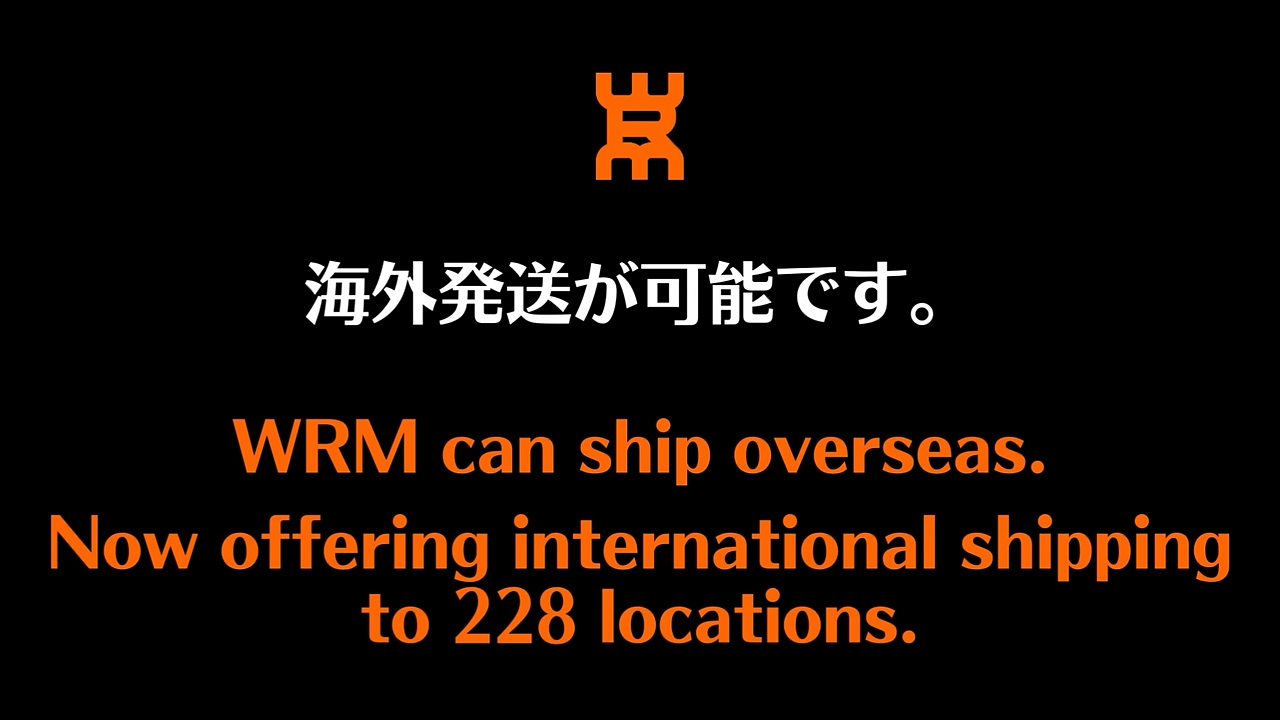 海外発送が可能です。
WRM can ship overseas.
Now offering international shipping
to 228 locations.